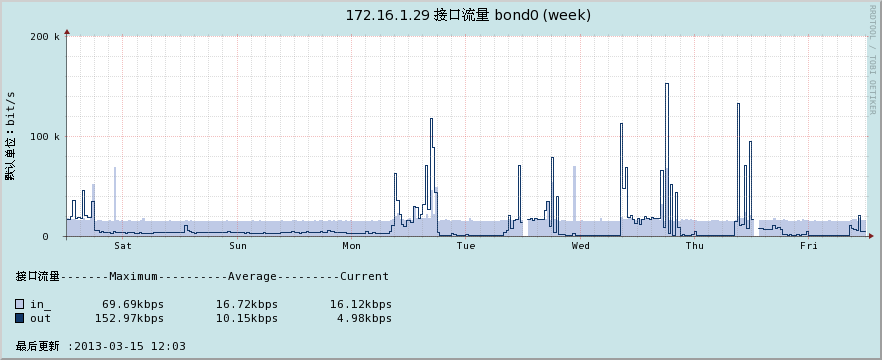 172.16.1.29 接口流量 bond0 (week)
RRDTOOL / TOBI OETIKER
默认单位：bit/s
200 k
100 k
0
Sat Sun Mon Tue Wed Thu Fri
接口流量-------Maximum----------Average---------Current
in_ 69.69kbps 16.72kbps 16.12kbps
out 152.97kbps 10.15kbps 4.98kbps
最后更新 :2013-03-15 12:03